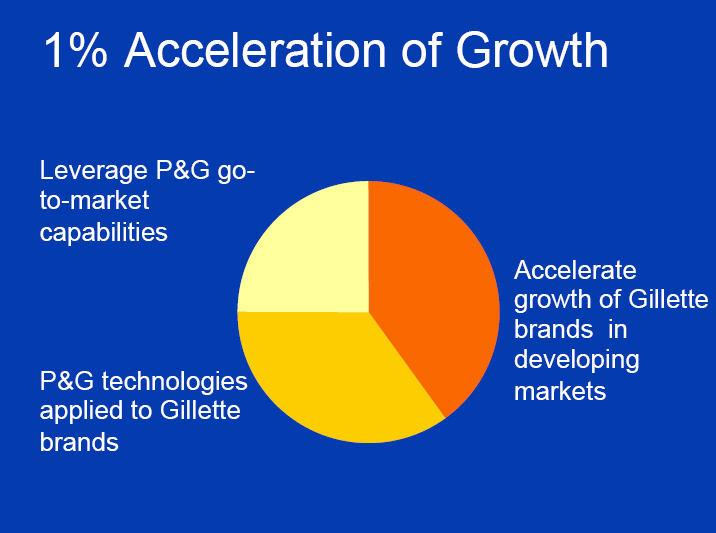 1% Acceleration of Growth
Leverage P&G go-
to-market
capabilities
Accelerate
growth of Gillette
brands in
developing
markets
P&G technologies
applied to Gillette
brands